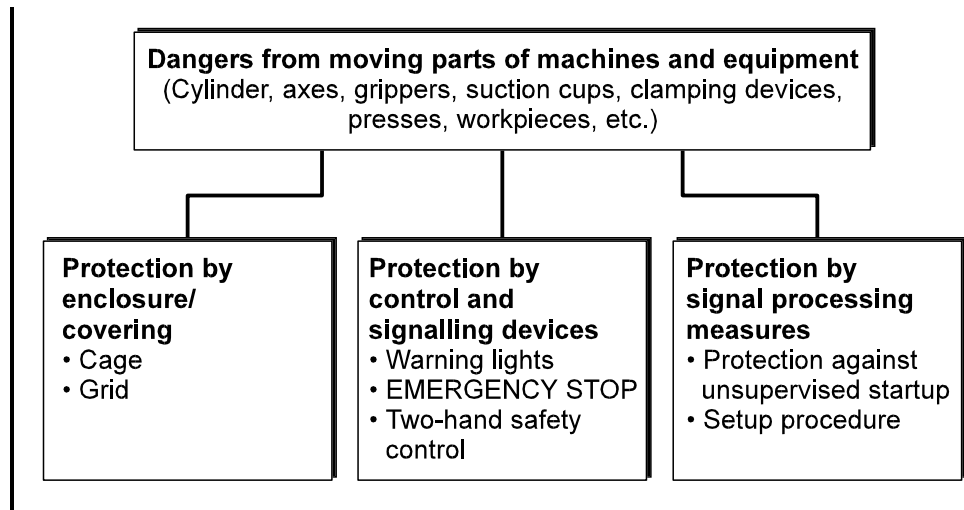 Dangers from moving parts of machines and equipment
(Cylinder, axes, grippers, suction cups, clamping devices,
presses, workpieces, etc.)
Protection by
enclosure/
covering
• Cage
• Grid
Protection by
control and
signalling devices
• Warning lights
• EMERGENCY STOP
• Two-hand safety
control
Protection by
signal processing
measures
• Protection against
unsupervised startup
• Setup procedure